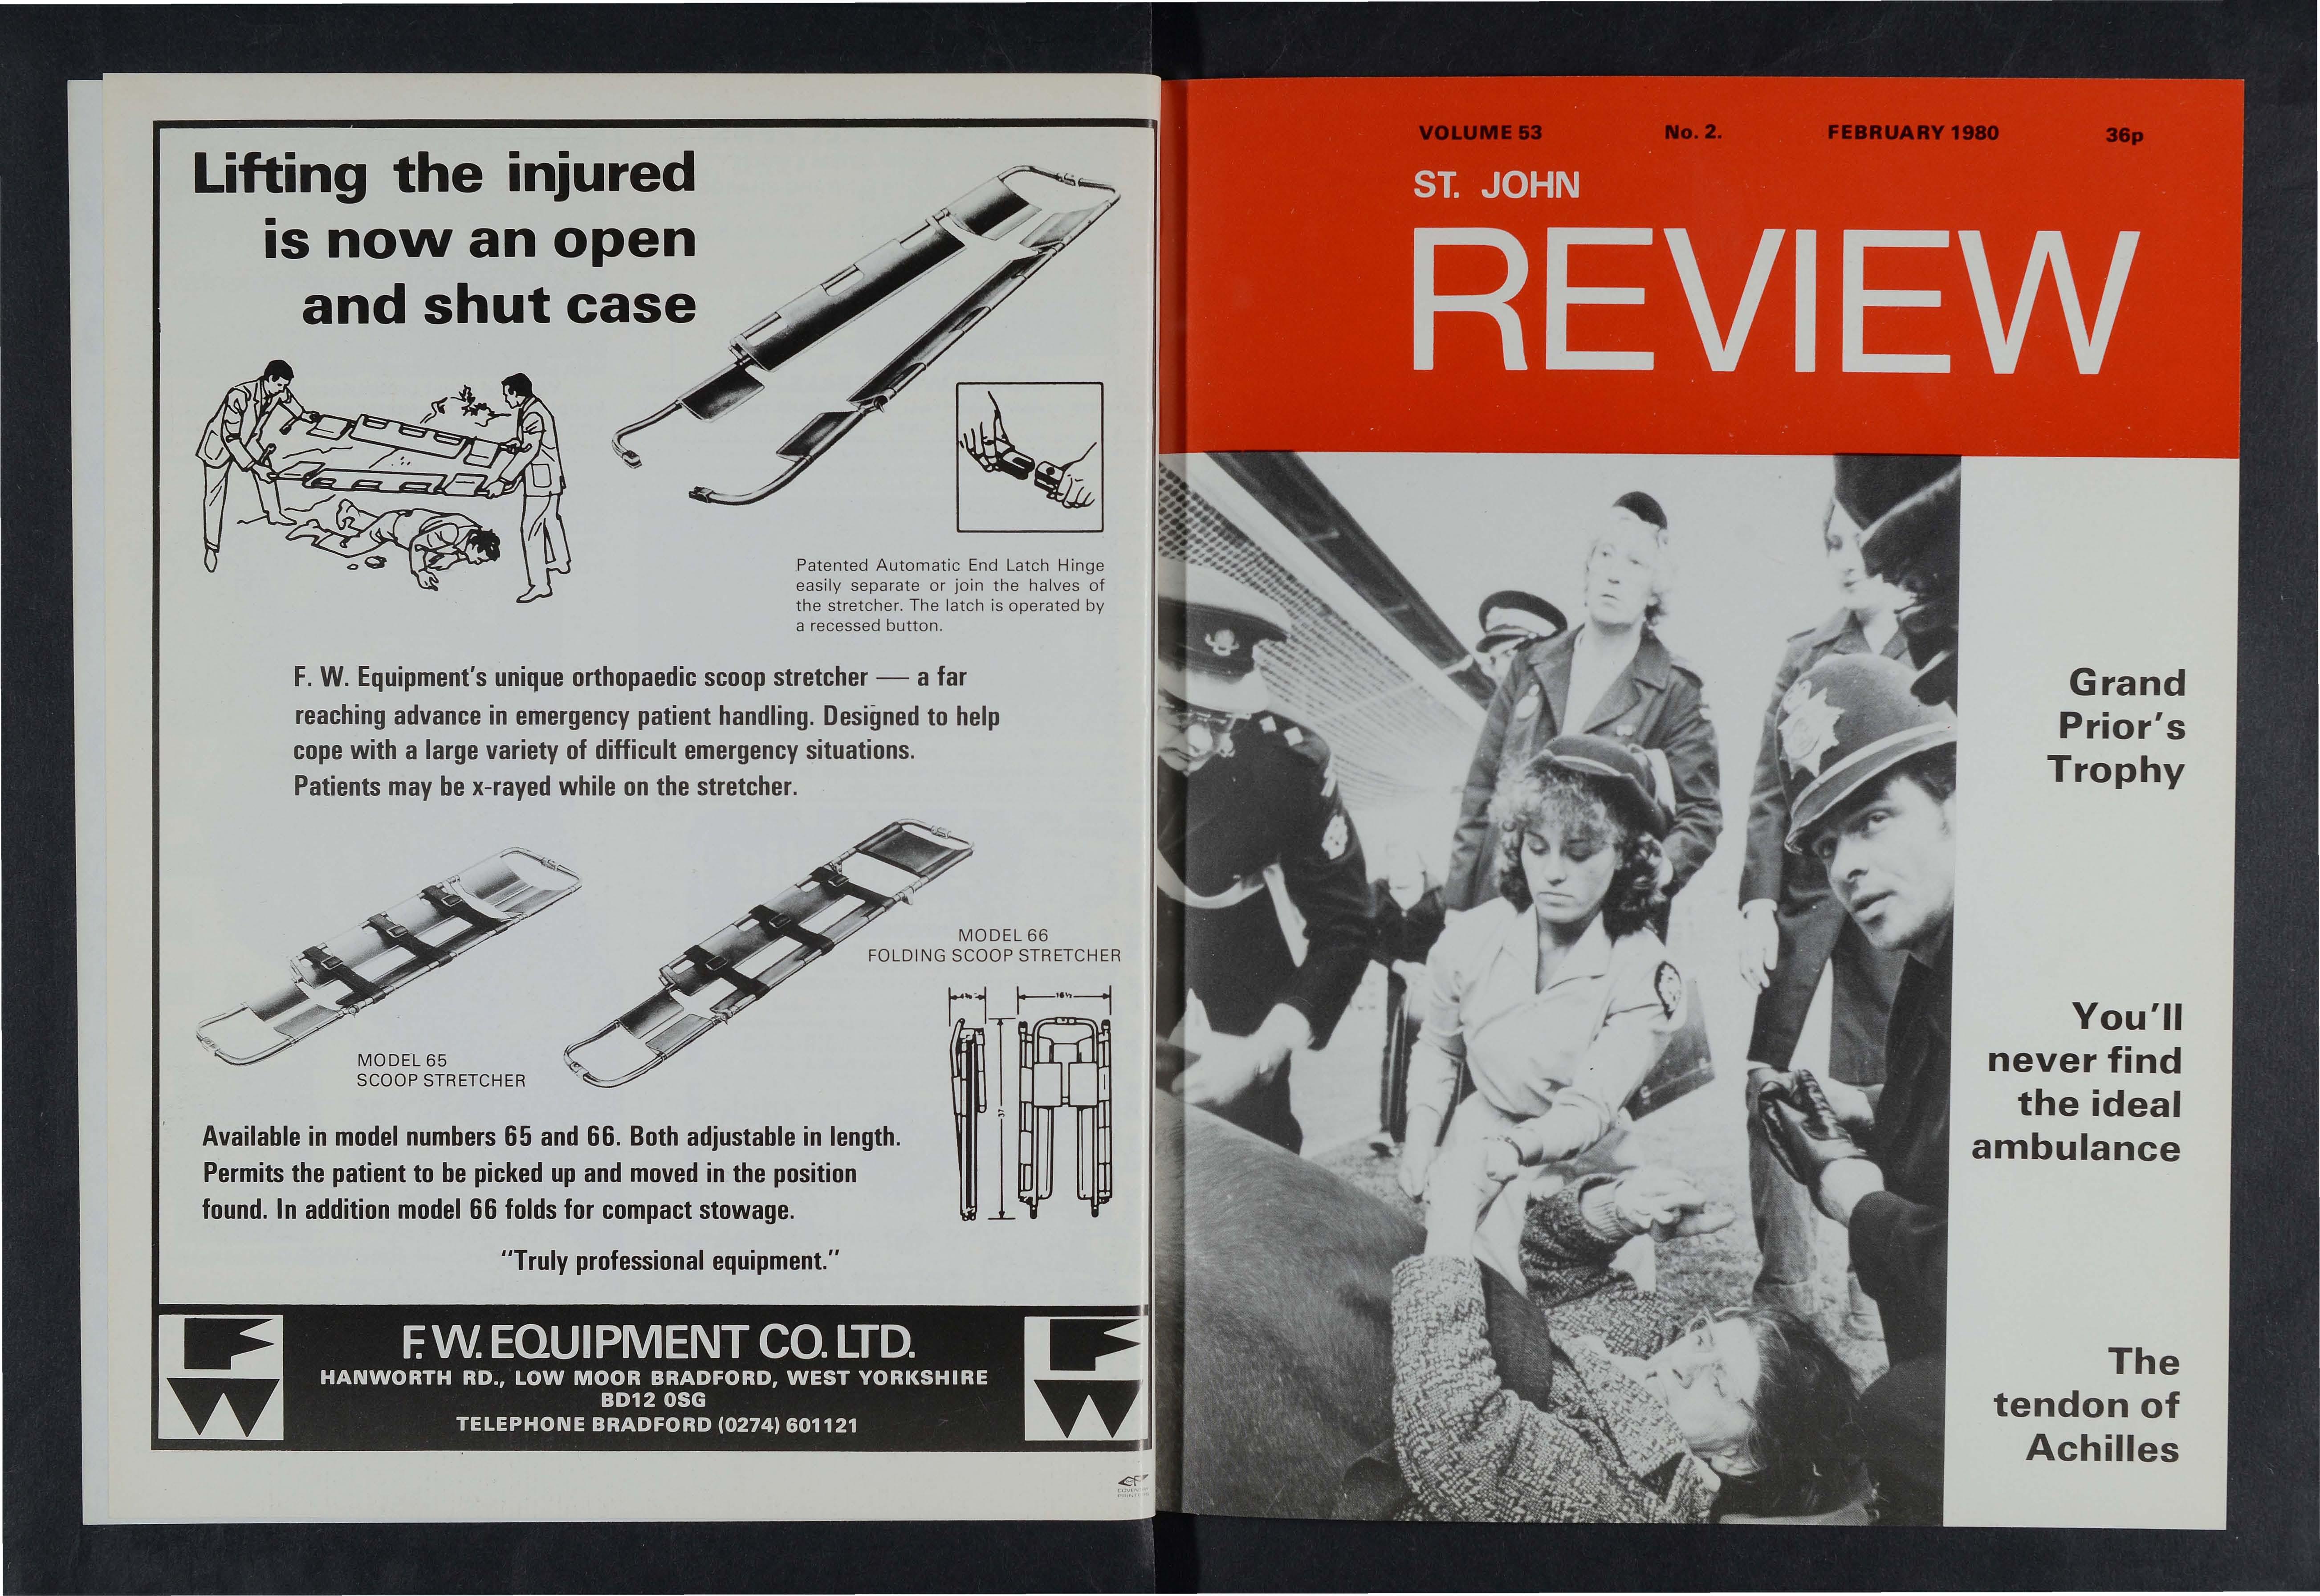 Lifting the injured
is now an open
and shut case
Patented Automatic End Latch Hinge
easily separate or join the halves of
the stretcher. The latch is operated by
a recessed button.
F. W. Equipment's unique orthopaedic scoop stretcher — a far
reaching advance in emergency patient handling. Designed to help
cope with a large variety of difficult emergency situations.
Patients may be x-rayed while on the stretcher.
MODEL 66
FOLDING SCOOP STRETCHER
16½
37
MODEL 65
SCOOP STRETCHER
Available in model numbers 65 and 66. Both adjustable in length.
Permits the patient to be picked up and moved in the position
found. In addition model 66 folds for compact stowage.
"Truly professional equipment."
FW
F.W. EQUIPMENT CO. LTD.
HANWORTH RD., LOW MOOR BRADFORD, WEST YORKSHIRE
BD12 0SG
TELEPHONE BRADFORD (0274) 601121
FW
VOLUME 53 No. 2. FEBRUARY 1980 36p
ST. JOHN
REVIEW
Grand
Prior's
Trophy
You'll
never find
the ideal
ambulance
The
tendon of
Achilles